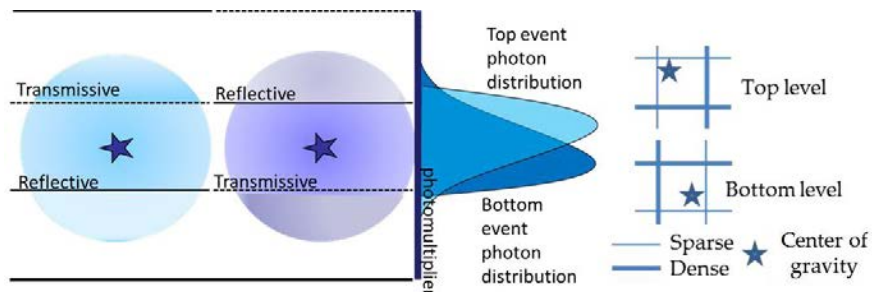 Transmissive
Reflective
Reflective
Transmissive
photomultiplier
Top event
photon
distribution
Bottom
event
photon
distribution
Top level
Bottom level
Sparse
Dense
Center of
gravity